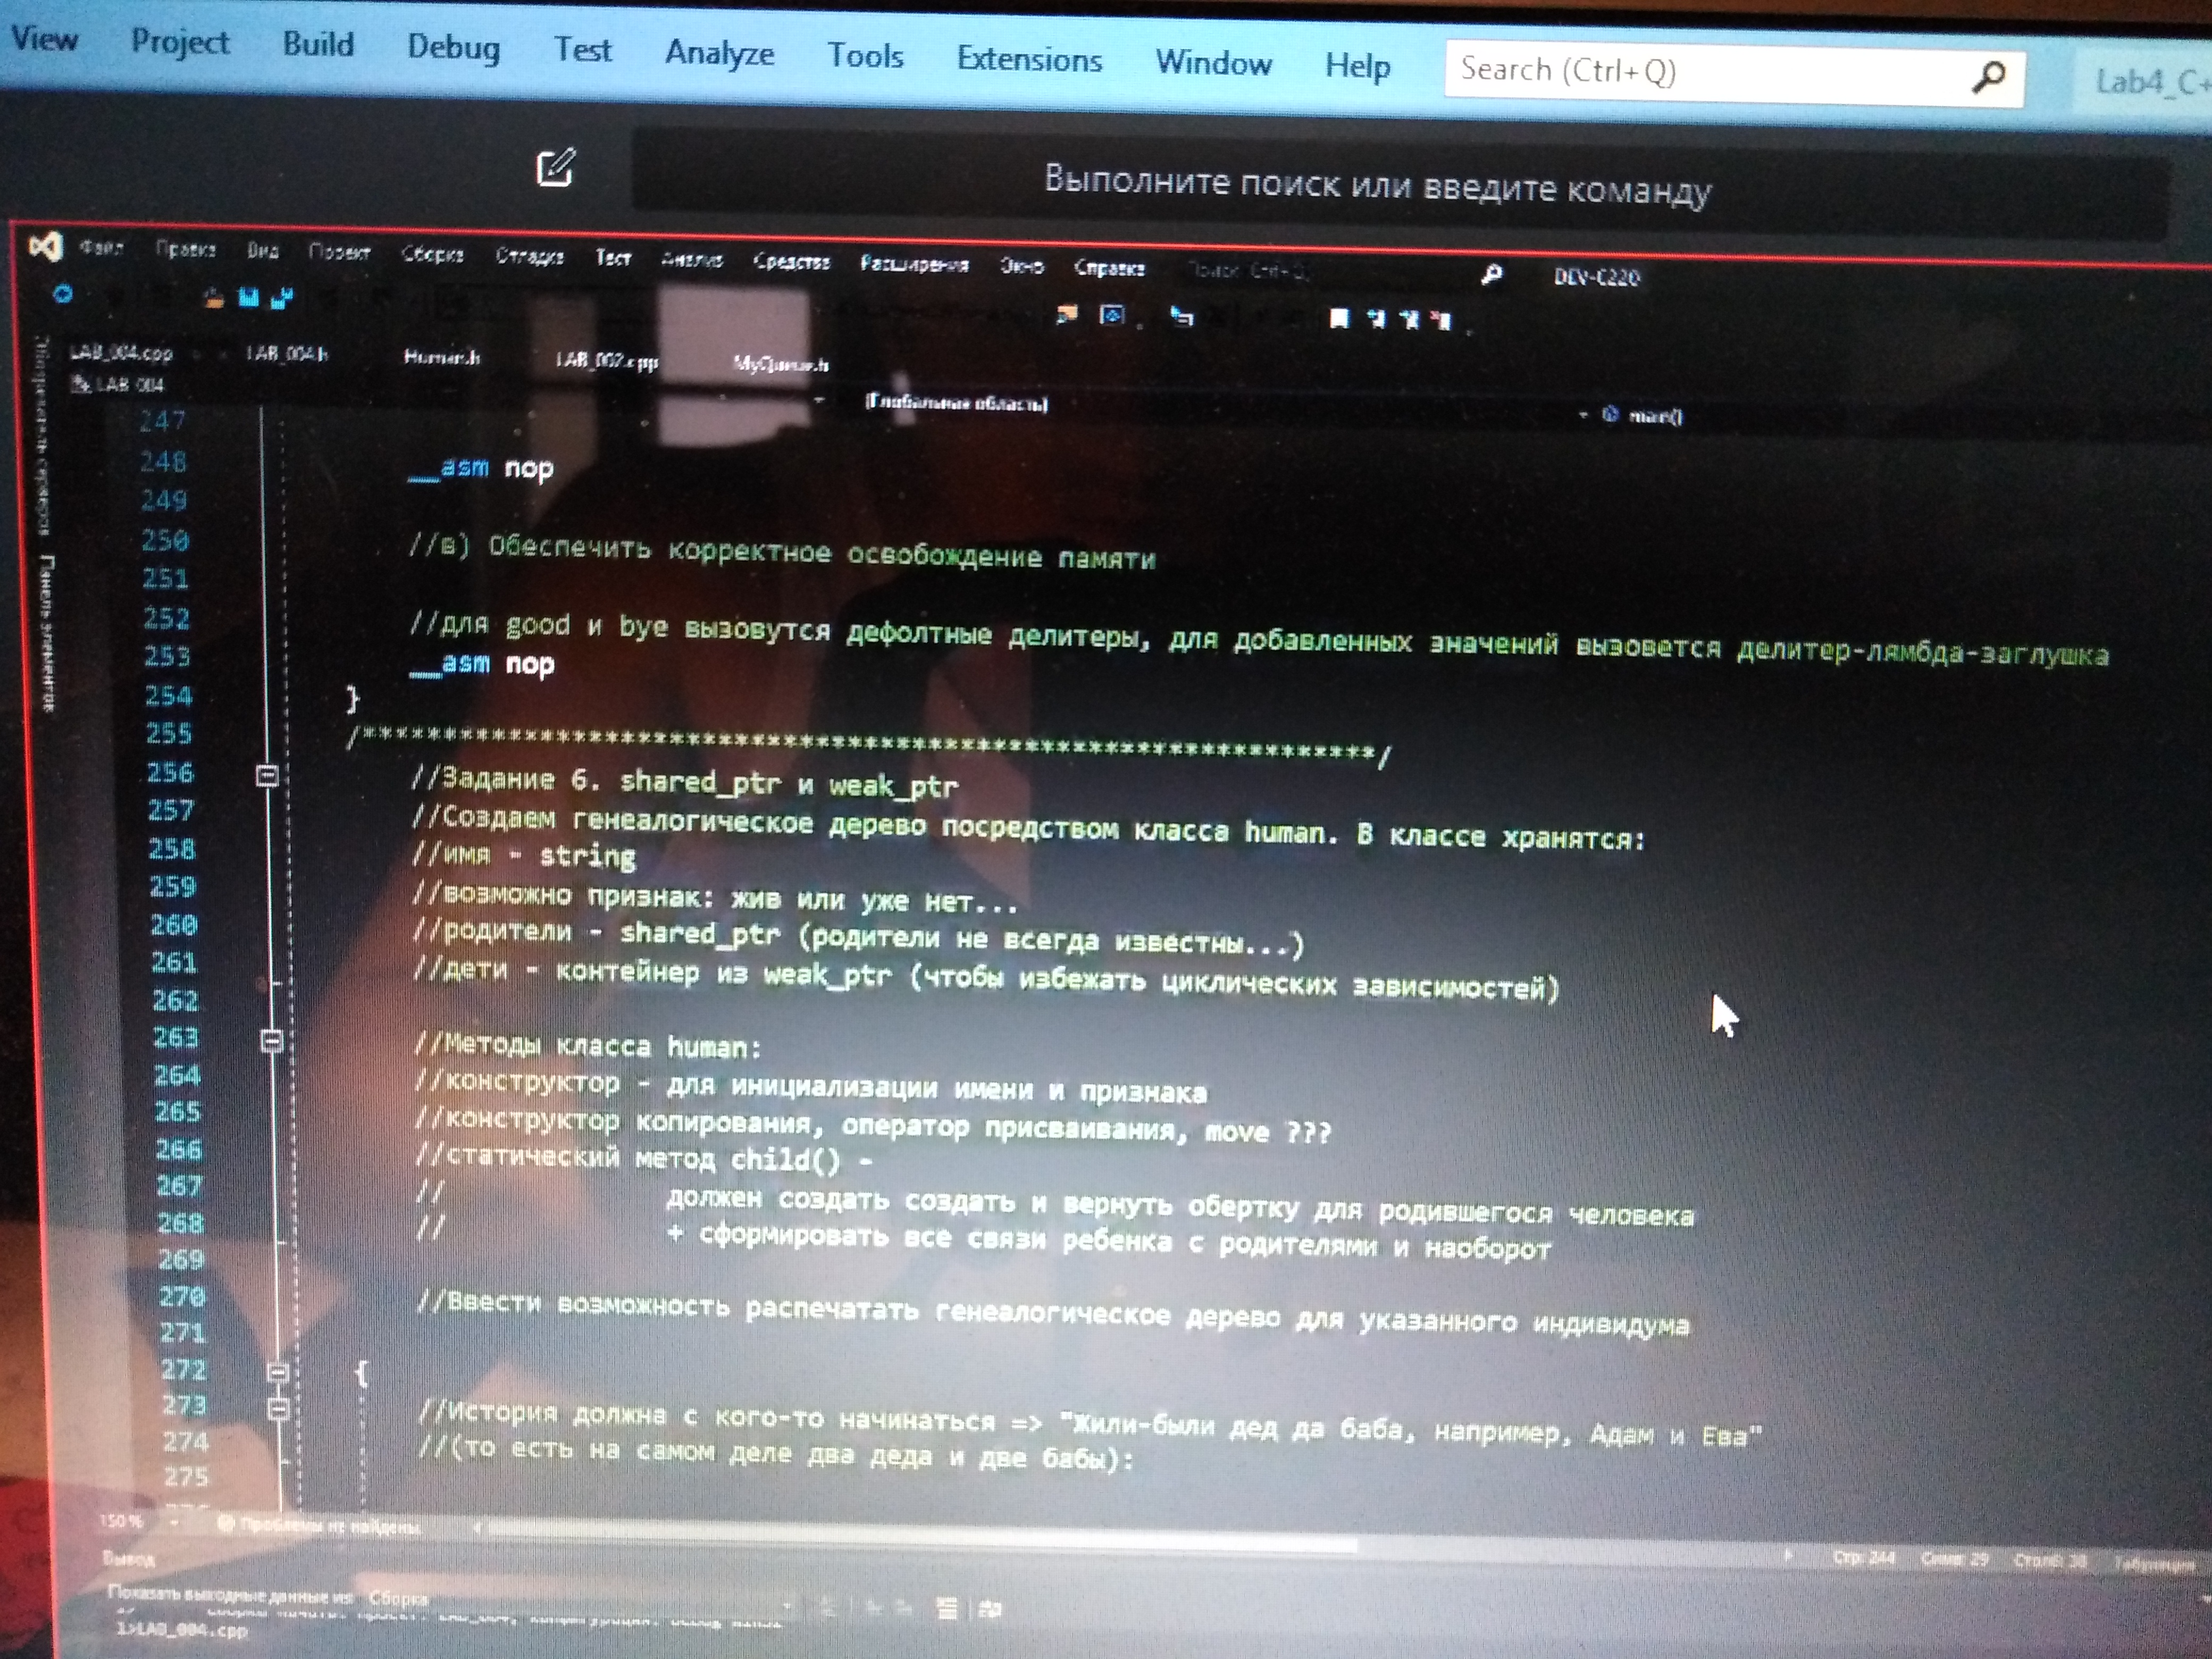 View Project Build Debug Test Analyze Tools Extensions Window Help Search (Ctrl+Q) Lab4_C+
Выполните поиск или введите команду
Файл Правка Вид Проект Сборка Отладка Тест Анализ Средства Расширения Окно Справка Поиск (Ctrl+Q) DEV-C220
LAB_004.cpp LAB_004.h Human.h LAB_002.cpp MyQueue.h
LAB_004 (Глобальная область) main()
Панель элементов
247
248 __asm nop
249
250 //в) Обеспечить корректное освобождение памяти
251
252 //для good и bye вызовутся дефолтные делитеры, для добавленных значений вызовется делитер-лямбда-заглушка
253 __asm nop
254 }
255 /****************************************************************/
256 //Задание 6. shared_ptr и weak_ptr
257 //Создаем генеалогическое дерево посредством класса human. В классе хранятся:
258 //имя - string
259 //возможно признак: жив или уже нет...
260 //родители - shared_ptr (родители не всегда известны...)
261 //дети - контейнер из weak_ptr (чтобы избежать циклических зависимостей)
262
263 //Методы класса human:
264 //конструктор - для инициализации имени и признака
265 //конструктор копирования, оператор присваивания, move ???
266 //статический метод child() -
267 // должен создать создать и вернуть обертку для родившегося человека
268 // + сформировать все связи ребенка с родителями и наоборот
269
270 //Ввести возможность распечатать генеалогическое дерево для указанного индивидума
271
272 {
273 //История должна с кого-то начинаться => "Жили-были дед да баба, например, Адам и Ева"
274 //(то есть на самом деле два деда и две бабы):
275
150 % Проблемы не найдены. Стр: 244 Симв: 29 Столб: 38 Табуляция
Вывод
Показать выходные данные из: Сборка
1>LAB_004.cpp